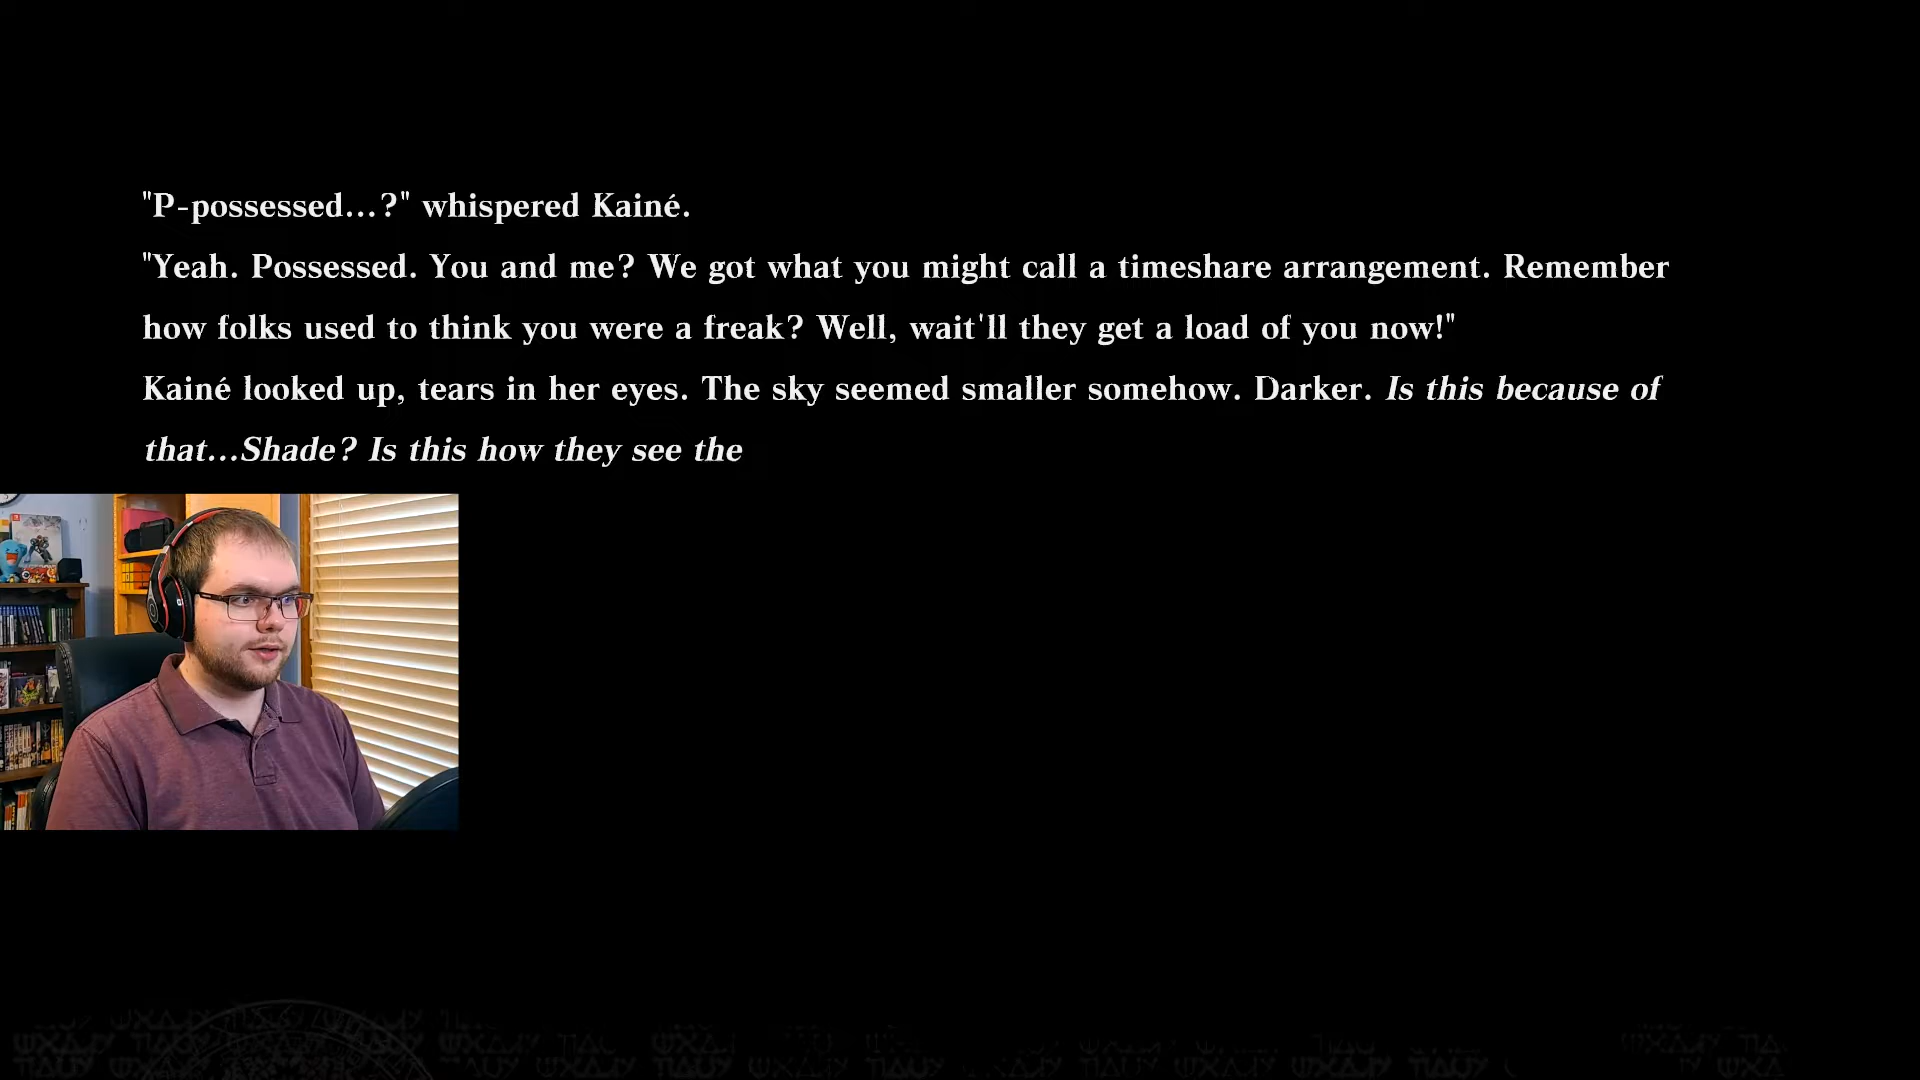 "P-possessed...?" whispered Kainé.
"Yeah. Possessed. You and me? We got what you might call a timeshare arrangement. Remember
how folks used to think you were a freak? Well, wait'll they get a load of you now!"
Kainé looked up, tears in her eyes. The sky seemed smaller somehow. Darker. Is this because of
that...Shade? Is this how they see the